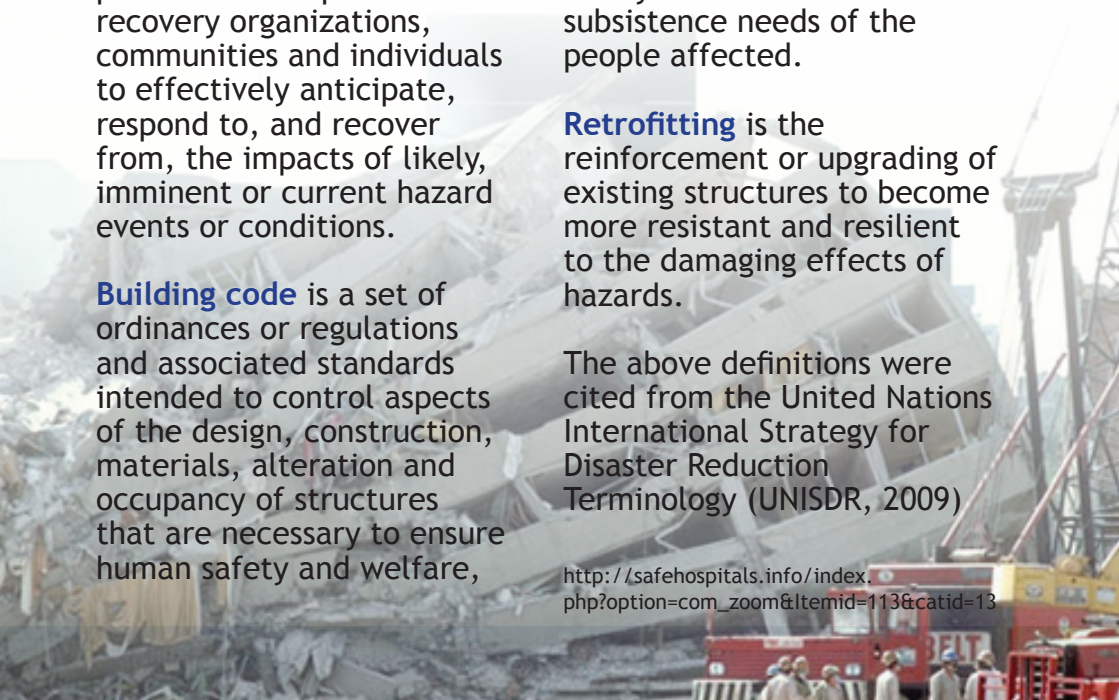 recovery organizations,
communities and individuals
to effectively anticipate,
respond to, and recover
from, the impacts of likely,
imminent or current hazard
events or conditions.
Building code is a set of
ordinances or regulations
and associated standards
intended to control aspects
of the design, construction,
materials, alteration and
occupancy of structures
that are necessary to ensure
human safety and welfare,
subsistence needs of the
people affected.
Retrofitting is the
reinforcement or upgrading of
existing structures to become
more resistant and resilient
to the damaging effects of
hazards.
The above definitions were
cited from the United Nations
International Strategy for
Disaster Reduction
Terminology (UNISDR, 2009)
http://safehospitals.info/index.
php?option=com_zoom&Itemid=113&catid=13